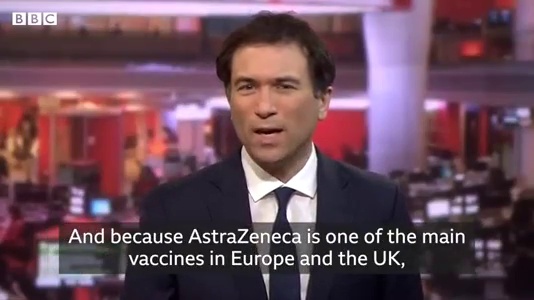 BBC
And because AstraZeneca is one of the main
vaccines in Europe and the UK,